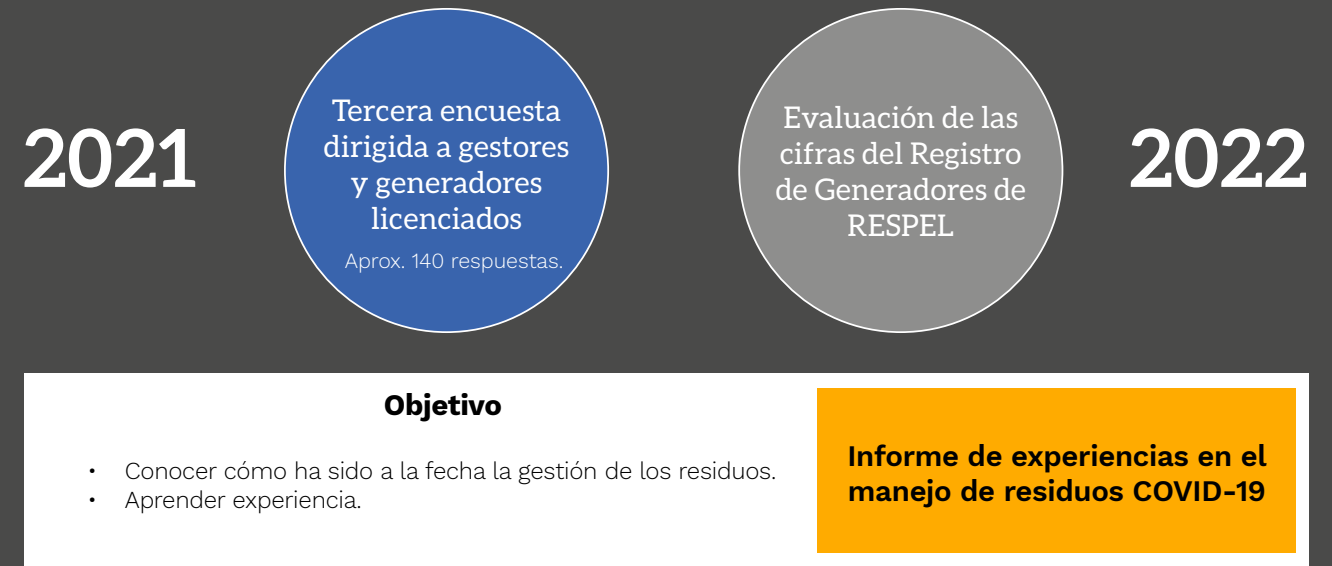 2021
Tercera encuesta
dirigida a gestores
y generadores
licenciados
Aprox. 140 respuestas.
Evaluación de las
cifras del Registro
de Generadores de
RESPEL
2022
Objetivo
• Conocer cómo ha sido a la fecha la gestión de los residuos.
• Aprender experiencia.
Informe de experiencias en el
manejo de residuos COVID-19